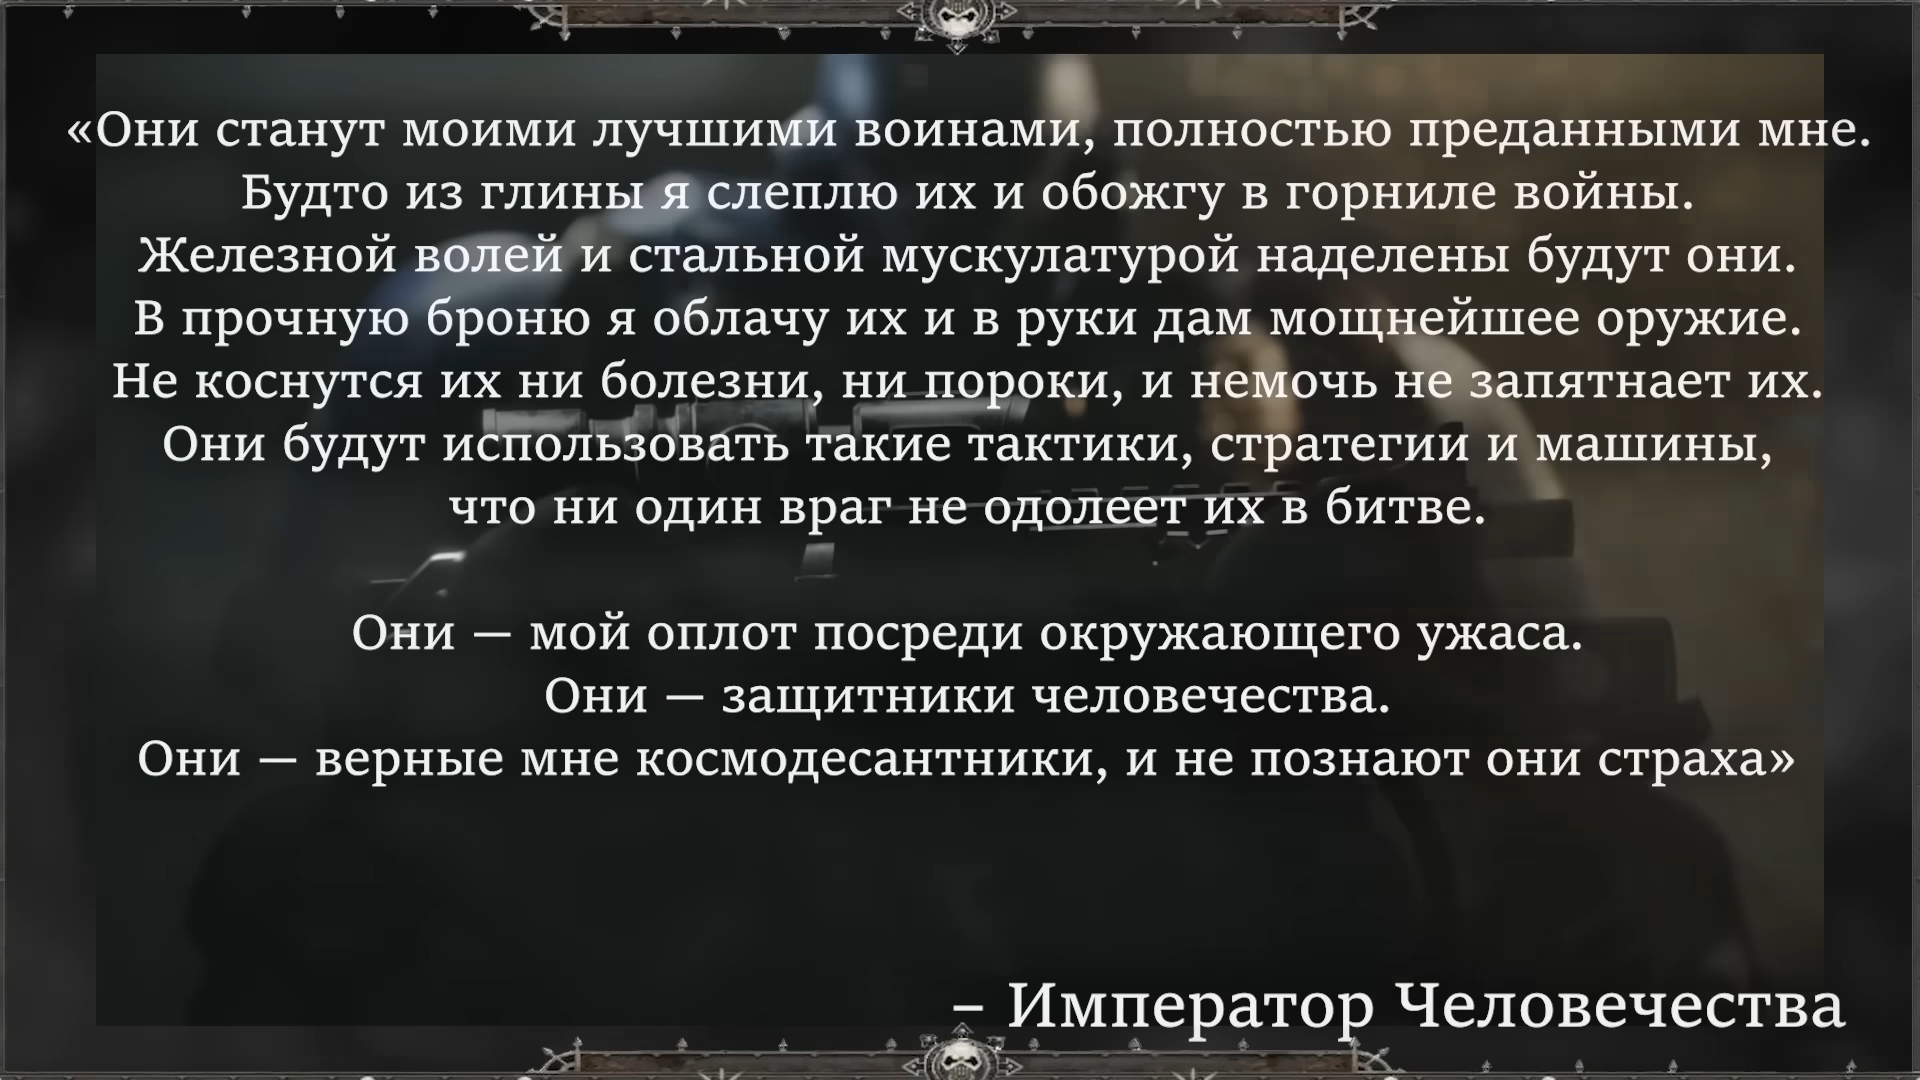 «Они станут моими лучшими воинами, полностью преданными мне.
Будто из глины я слеплю их и обожгу в горниле войны.
Железной волей и стальной мускулатурой наделены будут они.
В прочную броню я облачу их и в руки дам мощнейшее оружие.
Не коснутся их ни болезни, ни пороки, и немочь не запятнает их.
Они будут использовать такие тактики, стратегии и машины,
что ни один враг не одолеет их в битве.
Они — мой оплот посреди окружающего ужаса.
Они — защитники человечества.
Они — верные мне космодесантники, и не познают они страха»
– Император Человечества